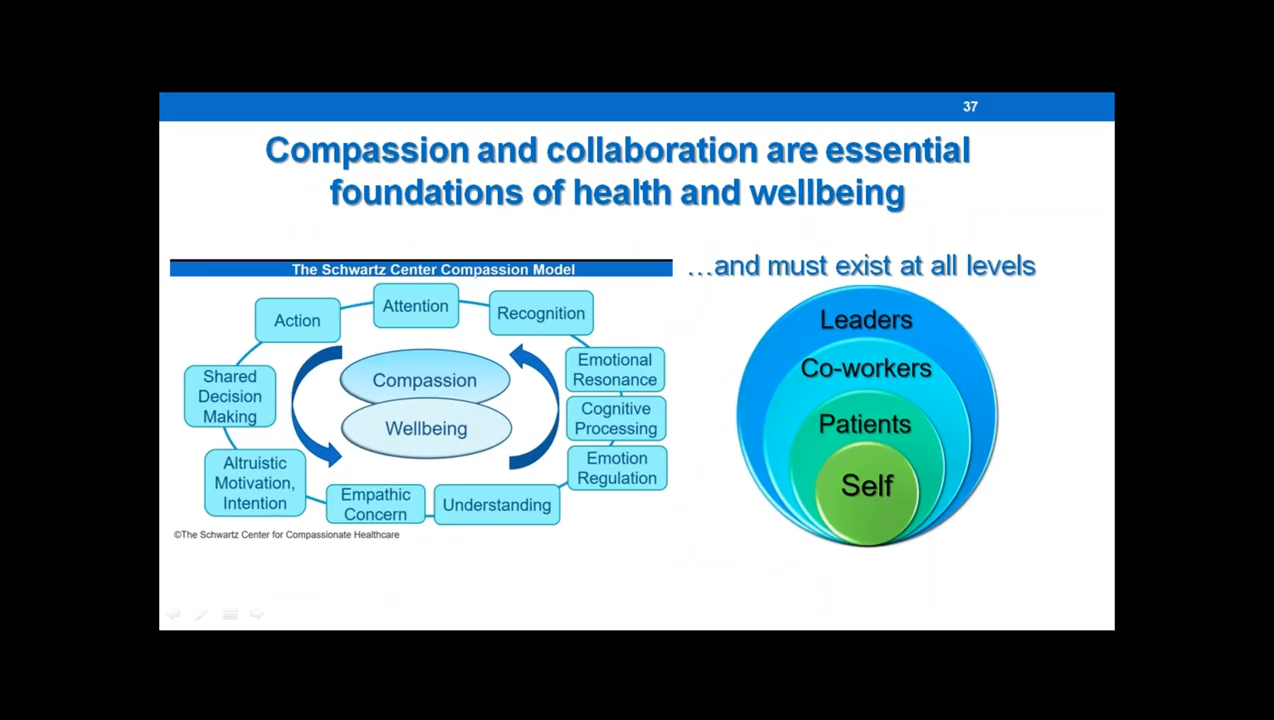 37
Compassion and collaboration are essential
foundations of health and wellbeing
The Schwartz Center Compassion Model
Attention
Recognition
Emotional
Resonance
Cognitive
Processing
Emotion
Regulation
Understanding
Empathic
Concern
Altruistic
Motivation,
Intention
Shared
Decision
Making
Action
Compassion
Wellbeing
©The Schwartz Center for Compassionate Healthcare
…and must exist at all levels
Leaders
Co-workers
Patients
Self